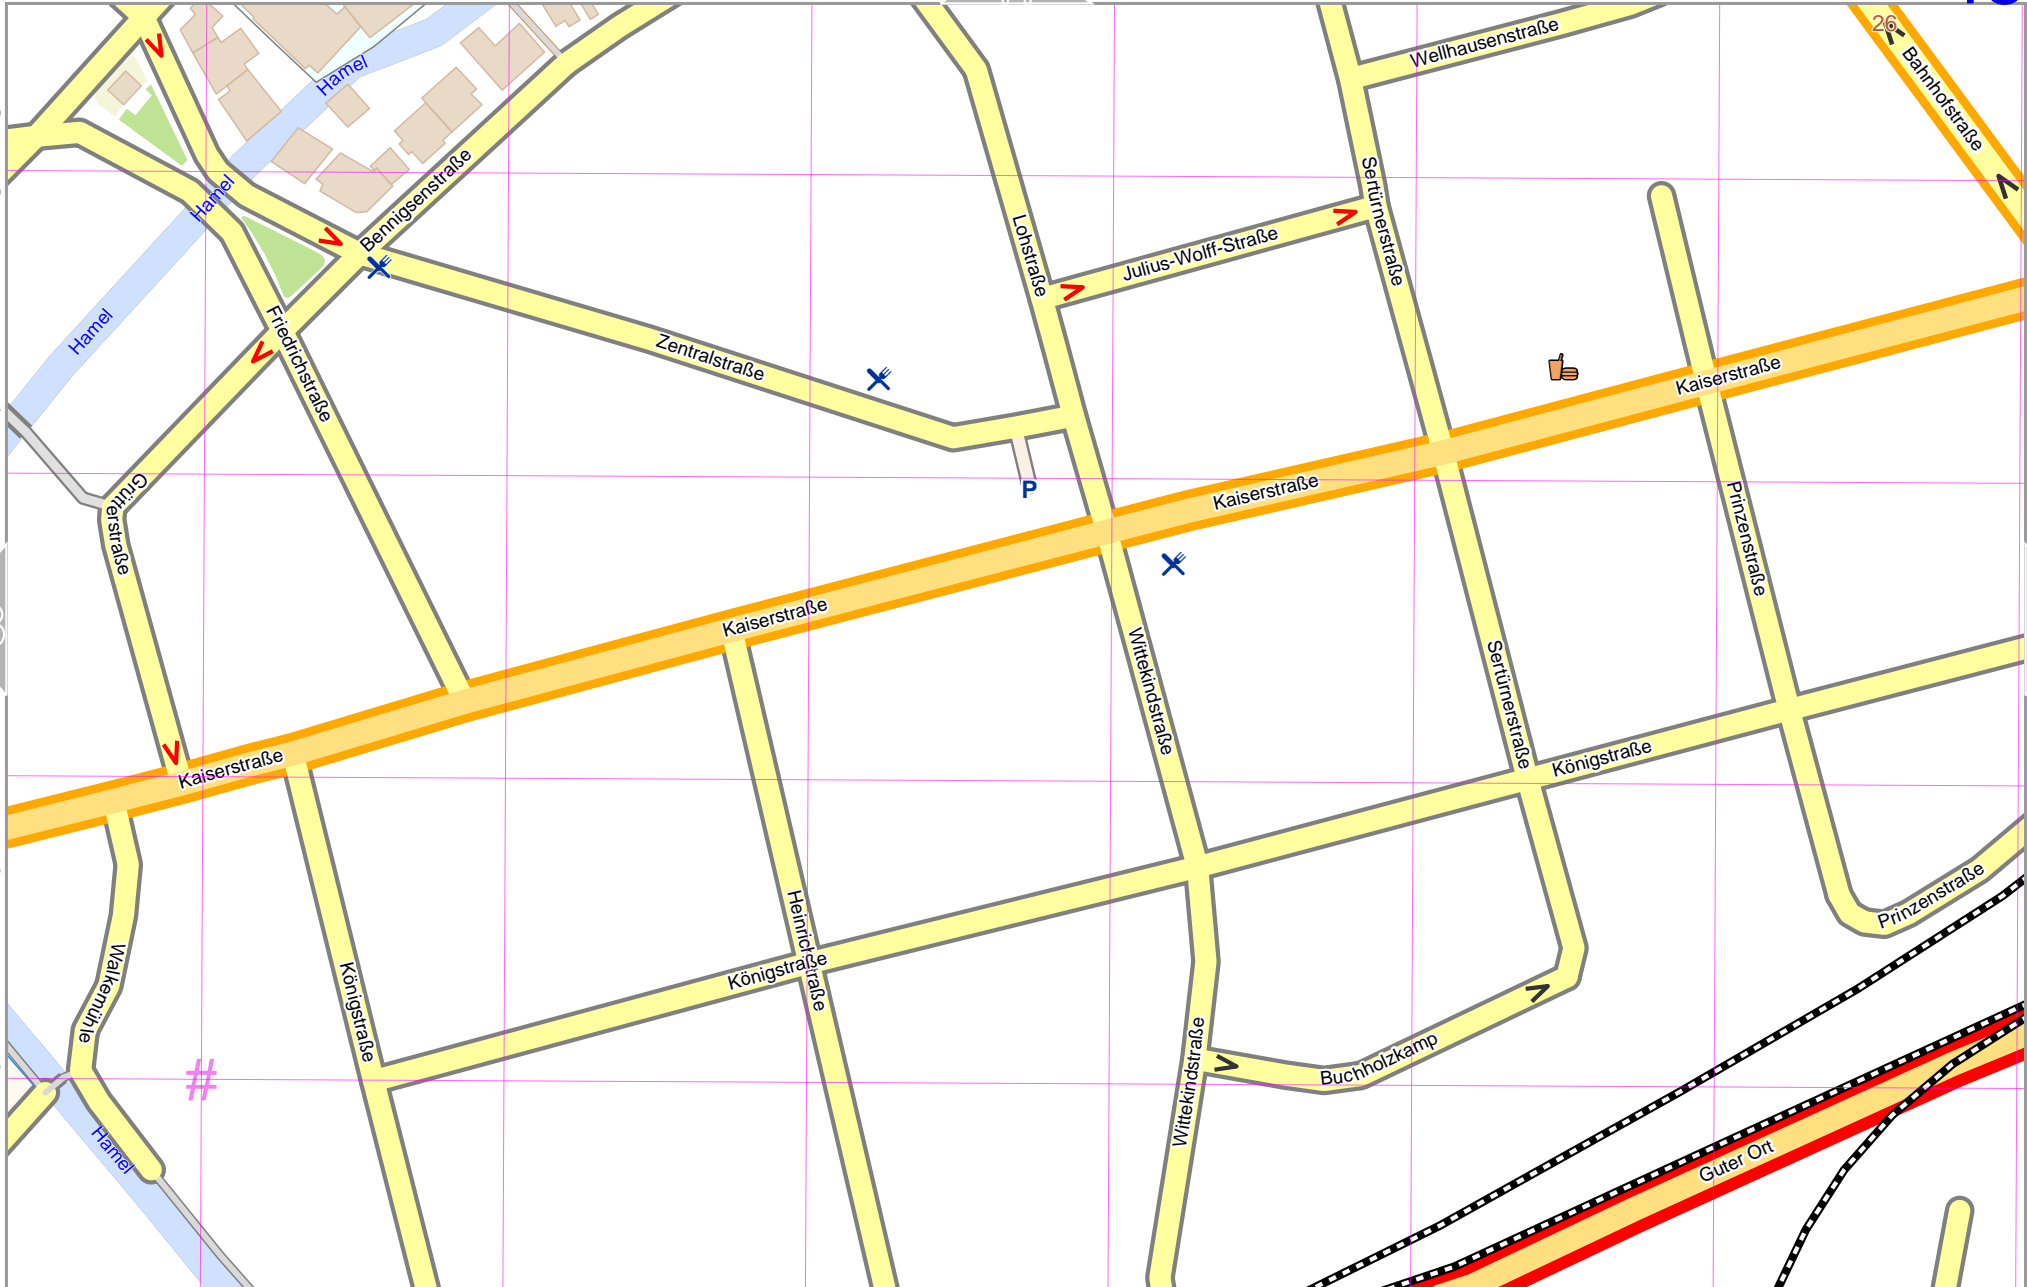 Wellhausenstraße
26
Bahnhofstraße
Hamel
Hamel
Hamel
Bennigsenstraße
Lohstraße
Julius-Wolff-Straße
Sertürnerstraße
Friedrichstraße
Zentralstraße
Kaiserstraße
P
Kaiserstraße
Grütterstraße
Prinzenstraße
Kaiserstraße
Wittekindstraße
Sertürnerstraße
Kaiserstraße
Königstraße
Heinrichstraße
Prinzenstraße
Königstraße
Walkemühle
Königstraße
Wittekindstraße
Buchholzkamp
#
Hamel
Guter Ort